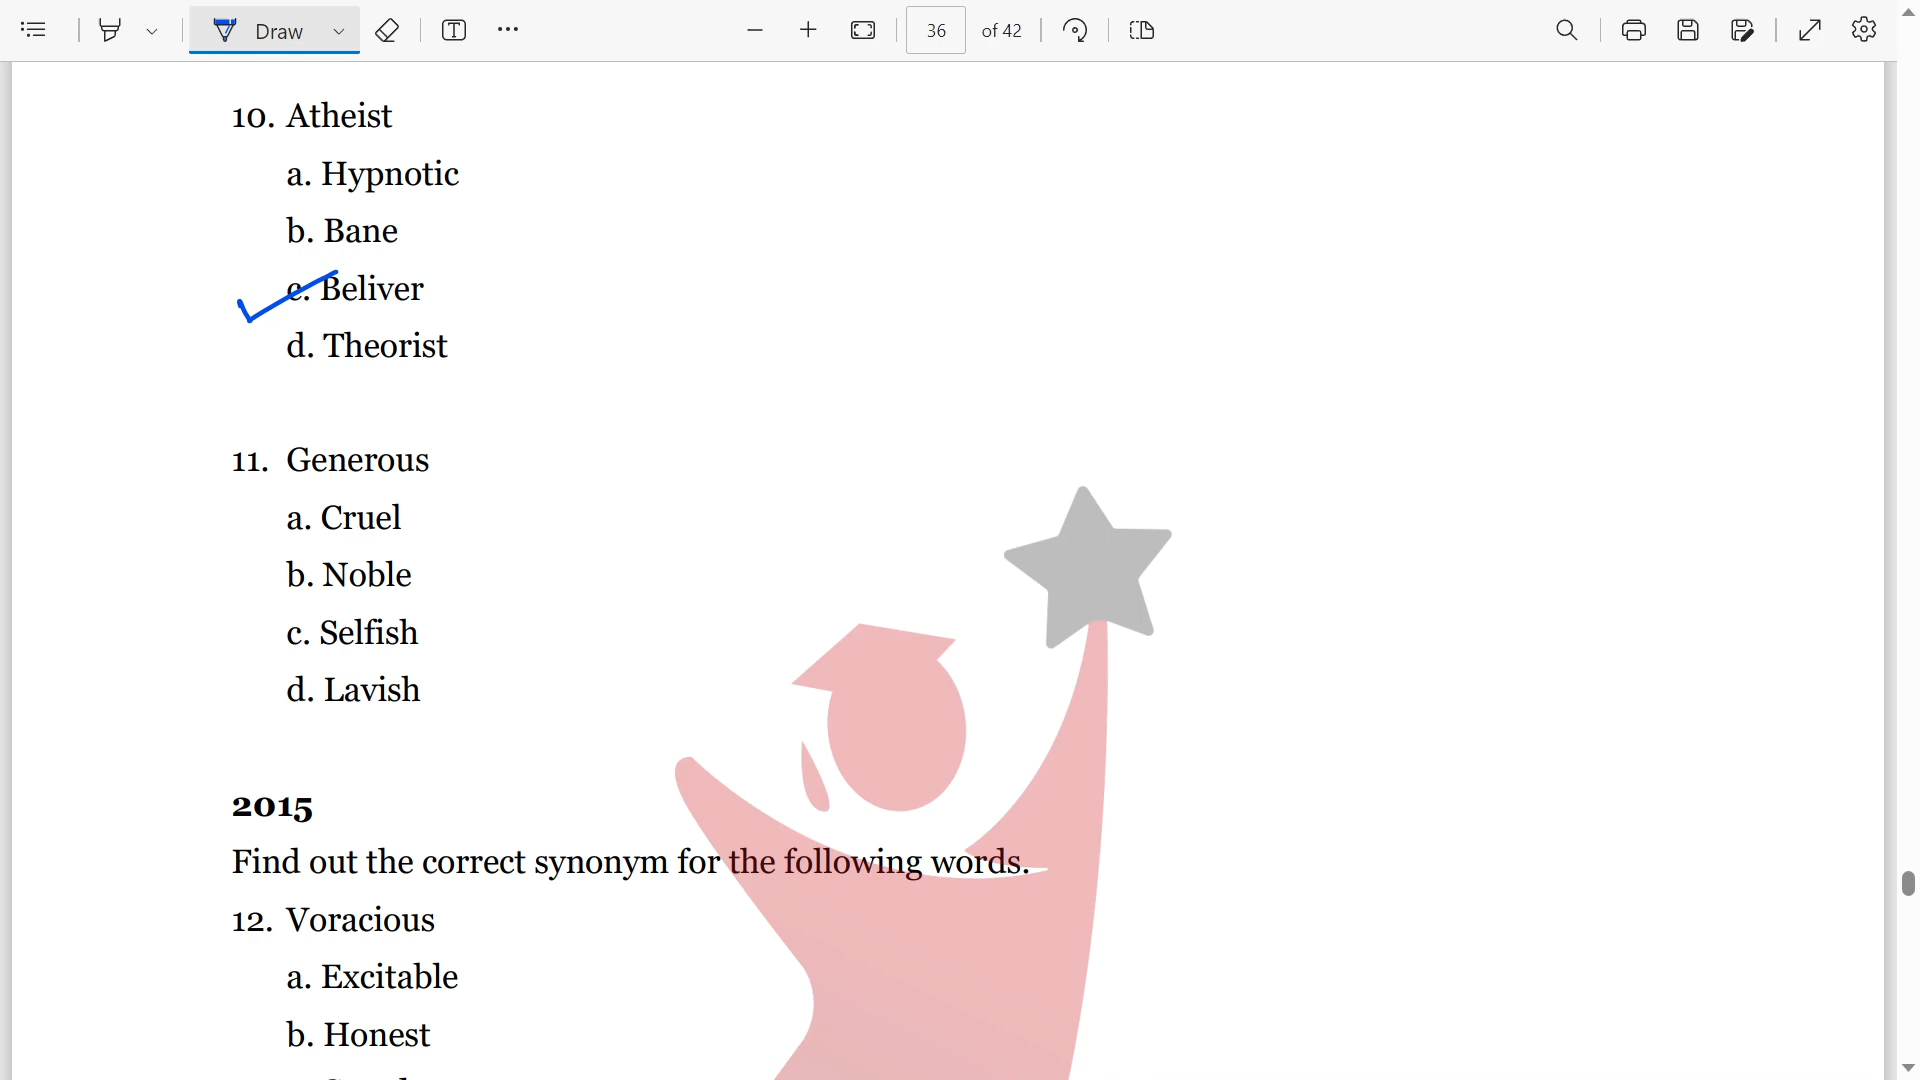 Draw
36 of 42
10. Atheist
a. Hypnotic
b. Bane
c. Beliver
d. Theorist
11. Generous
a. Cruel
b. Noble
c. Selfish
d. Lavish
2015
Find out the correct synonym for the following words.
12. Voracious
a. Excitable
b. Honest